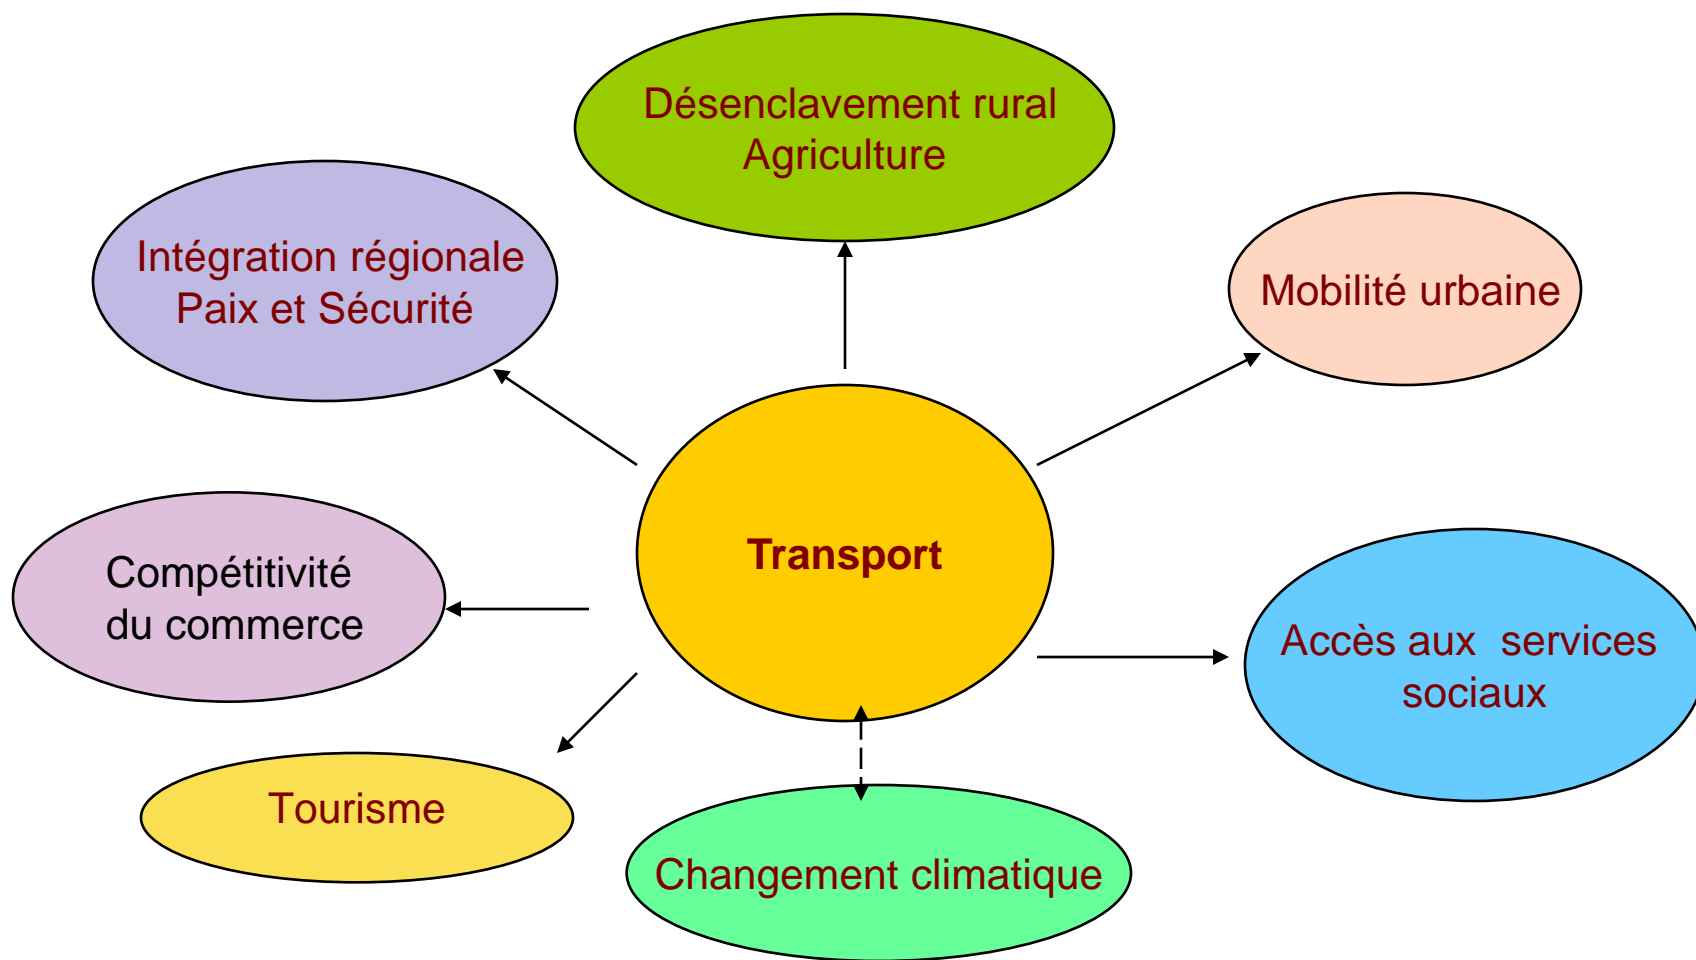 Désenclavement rural
Agriculture
Intégration régionale
Paix et Sécurité
Mobilité urbaine
Transport
Compétitivité
du commerce
Accès aux  services
sociaux
Tourisme
Changement climatique